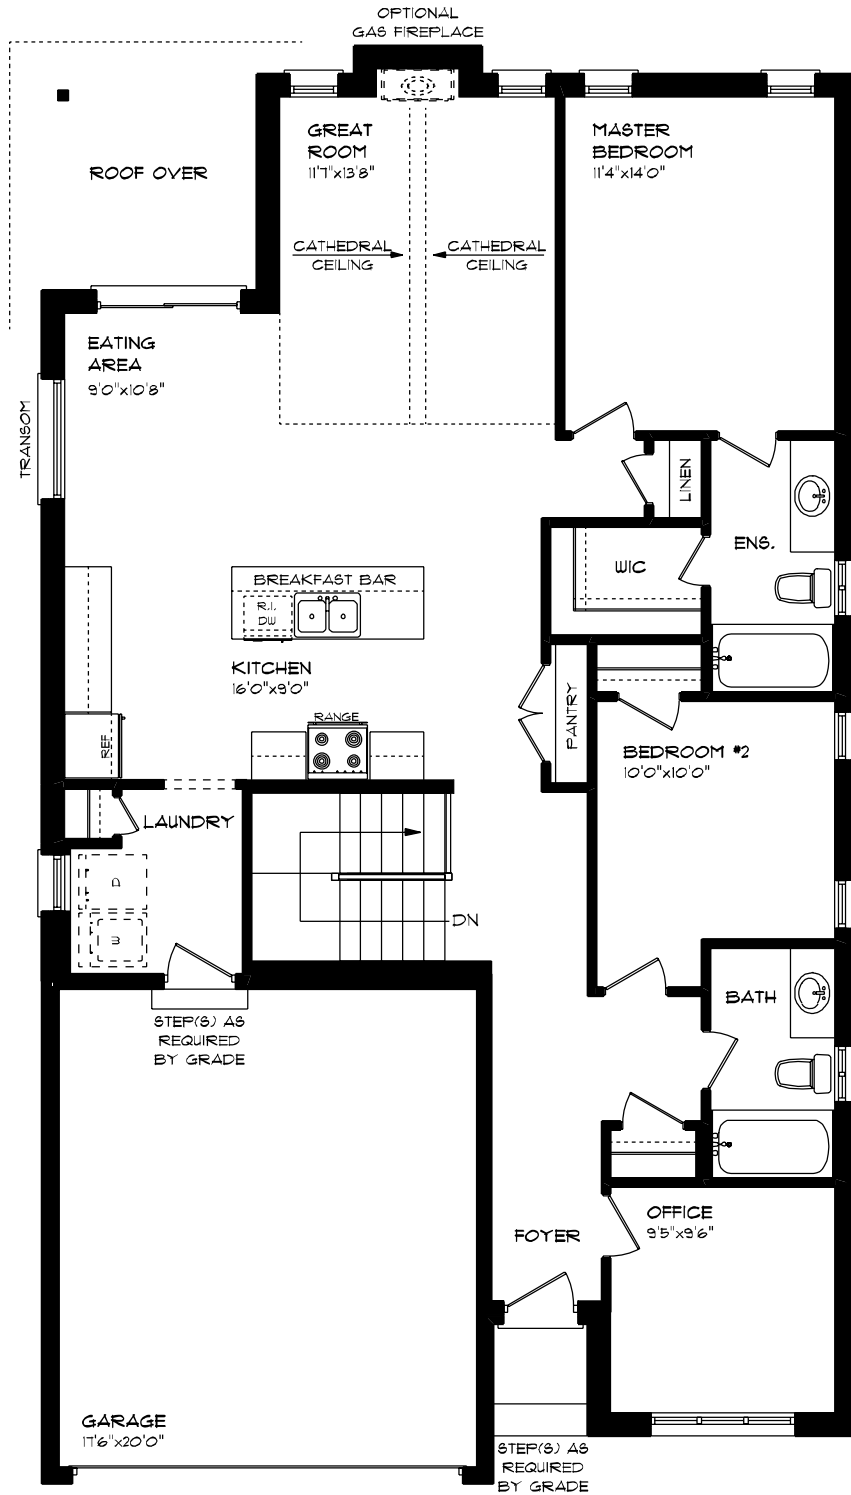 OPTIONAL
GAS FIREPLACE
GREAT
ROOM
11'7"x13'8"
MASTER
BEDROOM
11'4"x14'0"
ROOF OVER
CATHEDRAL
CEILING
CATHEDRAL
CEILING
EATING
AREA
9'0"x10'8"
TRANSOM
LINEN
ENS.
WIC
BREAKFAST BAR
R.I.
DW
KITCHEN
16'0"x9'0"
PANTRY
RANGE
REF
BEDROOM #2
10'0"x10'0"
LAUNDRY
D
W
DN
BATH
STEP(S) AS
REQUIRED
BY GRADE
OFFICE
9'5"x9'6"
FOYER
GARAGE
17'6"x20'0"
STEP(S) AS
REQUIRED
BY GRADE